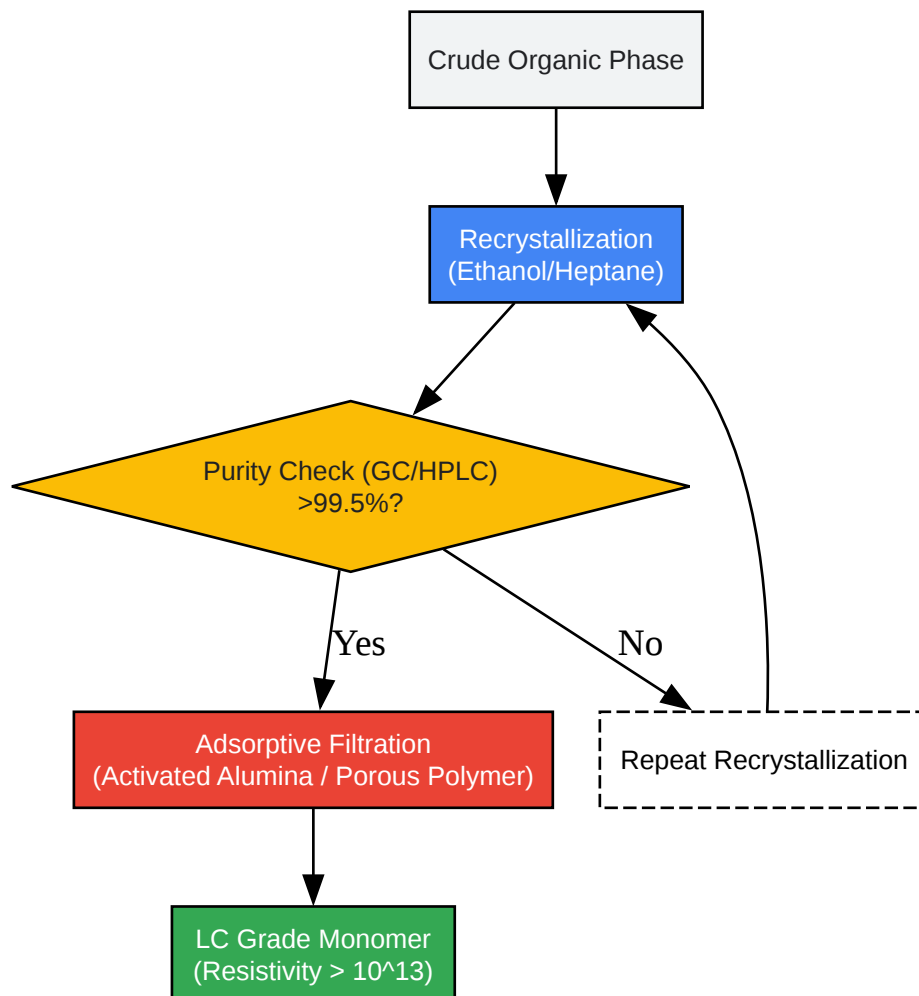 Crude Organic Phase
Recrystallization
(Ethanol/Heptane)
Purity Check (GC/HPLC)
>99.5%?
Yes
No
Adsorptive Filtration
(Activated Alumina / Porous Polymer)
Repeat Recrystallization
LC Grade Monomer
(Resistivity > 10^13)